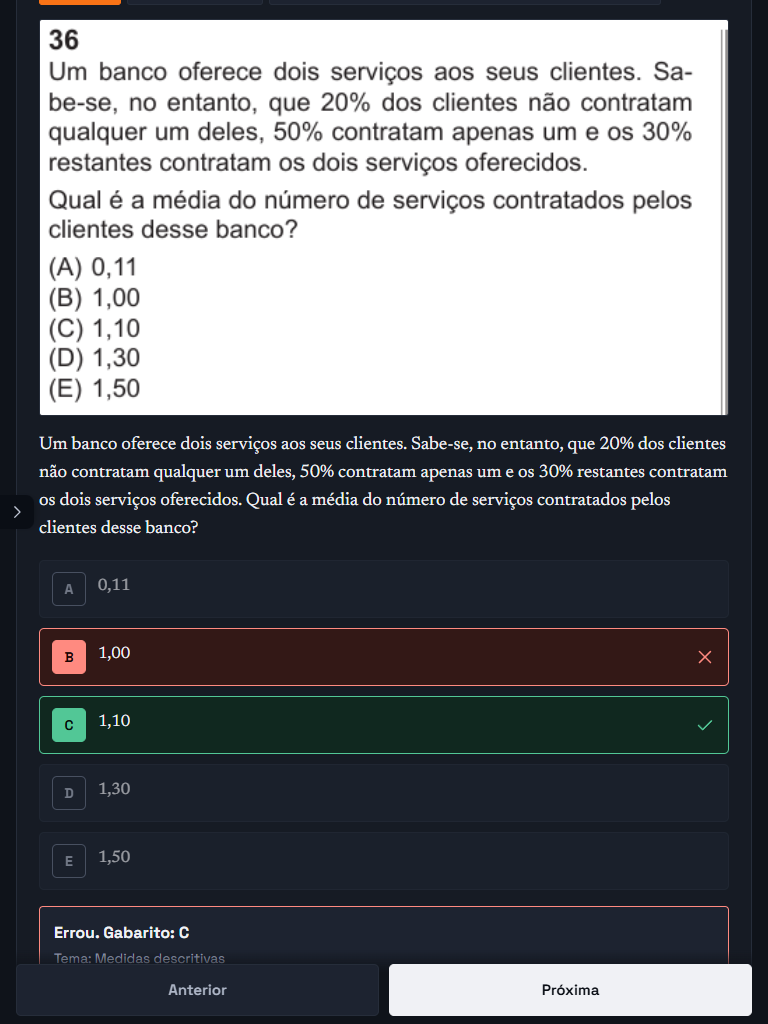 36
Um banco oferece dois serviços aos seus clientes. Sa-
be-se, no entanto, que 20% dos clientes não contratam
qualquer um deles, 50% contratam apenas um e os 30%
restantes contratam os dois serviços oferecidos.
Qual é a média do número de serviços contratados pelos
clientes desse banco?
(A) 0,11
(B) 1,00
(C) 1,10
(D) 1,30
(E) 1,50
Um banco oferece dois serviços aos seus clientes. Sabe-se, no entanto, que 20% dos clientes
não contratam qualquer um deles, 50% contratam apenas um e os 30% restantes contratam
os dois serviços oferecidos. Qual é a média do número de serviços contratados pelos
clientes desse banco?
A 0,11
B 1,00
C 1,10
D 1,30
E 1,50
Errou. Gabarito: C
Tema: Medidas descritivas
Anterior Próxima